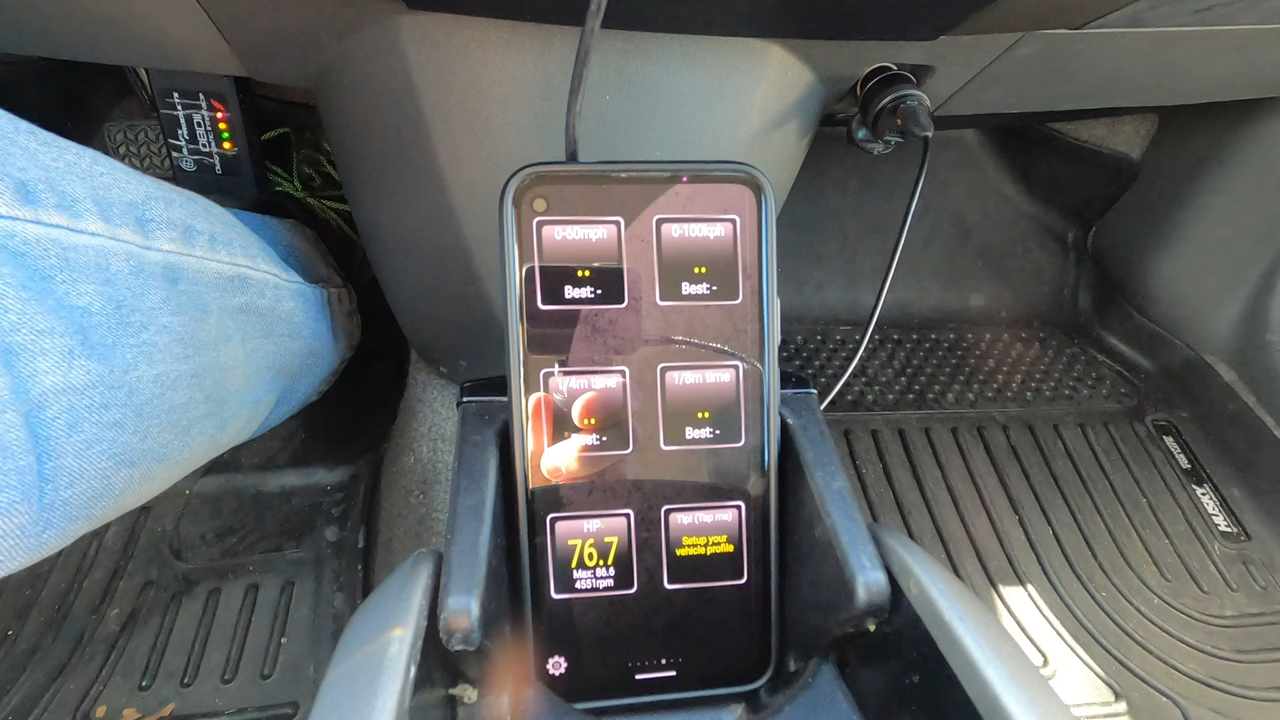 OBDII
0-60mph
Best: -
0-100kph
Best: -
1/4m time
Best: -
1/8m time
Best: -
HP
76.7
Max: 86.6
4551rpm
Tip! (Tap me)
Setup your
vehicle profile
HUSKY